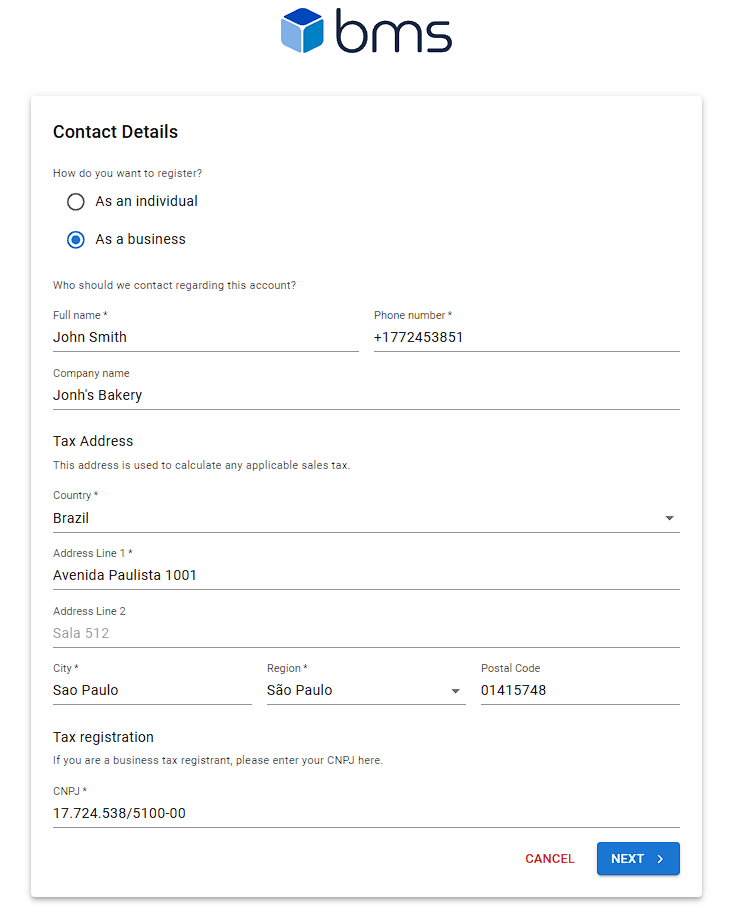 bms
Contact Details
How do you want to register?
As an individual
As a business
Who should we contact regarding this account?
Full name *
John Smith
Phone number *
+1772453851
Company name
Jonh's Bakery
Tax Address
This address is used to calculate any applicable sales tax.
Country *
Brazil
Address Line 1 *
Avenida Paulista 1001
Address Line 2
Sala 512
City *
Sao Paulo
Region *
São Paulo
Postal Code
01415748
Tax registration
If you are a business tax registrant, please enter your CNPJ here.
CNPJ *
17.724.538/5100-00
CANCEL
NEXT